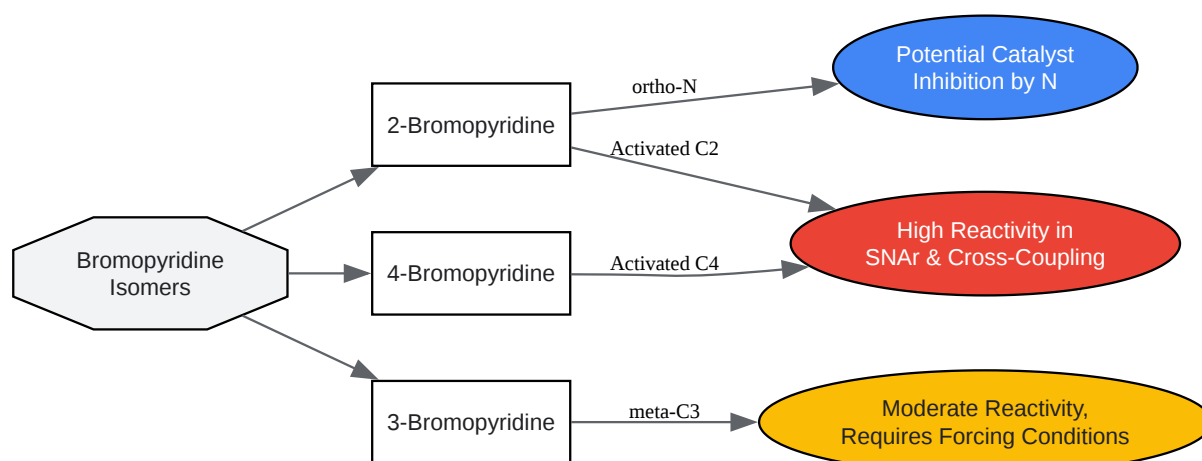 Potential Catalyst
Inhibition by N
ortho-N
2-Bromopyridine
Activated C2
High Reactivity in
SNAr & Cross-Coupling
Bromopyridine
Isomers
4-Bromopyridine
Activated C4
3-Bromopyridine
meta-C3
Moderate Reactivity,
Requires Forcing Conditions